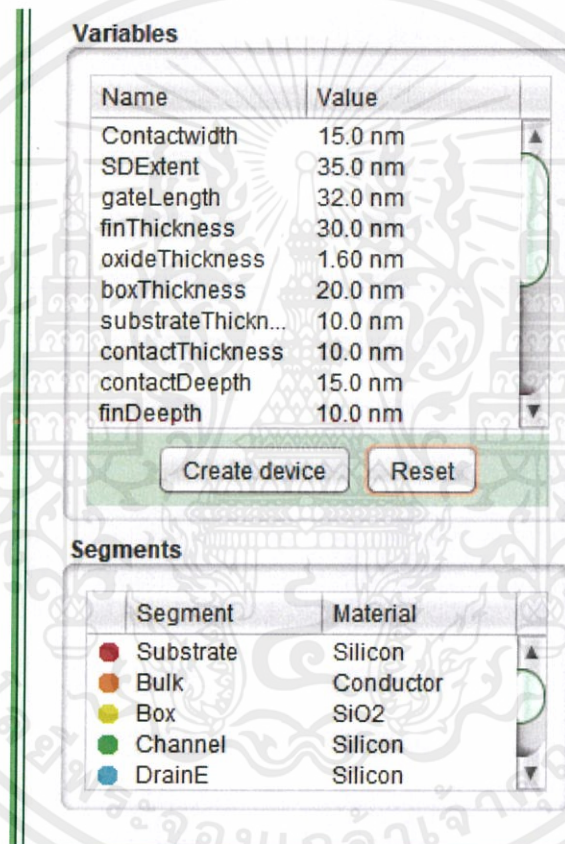 Variables
Name Value
Contactwidth 15.0 nm
SDExtent 35.0 nm
gateLength 32.0 nm
finThickness 30.0 nm
oxideThickness 1.60 nm
boxThickness 20.0 nm
substrateThickn... 10.0 nm
contactThickness 10.0 nm
contactDeepth 15.0 nm
finDeepth 10.0 nm
Create device Reset
Segments
Segment Material
Substrate Silicon
Bulk Conductor
Box SiO2
Channel Silicon
DrainE Silicon